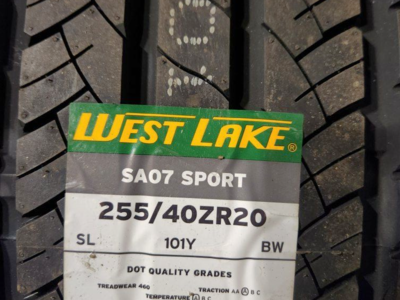 WEST LAKE®
SA07 SPORT
255/40ZR20
SL 101Y BW
DOT QUALITY GRADES
TREADWEAR 460 TRACTION AA A B C
TEMPERATURE A B C